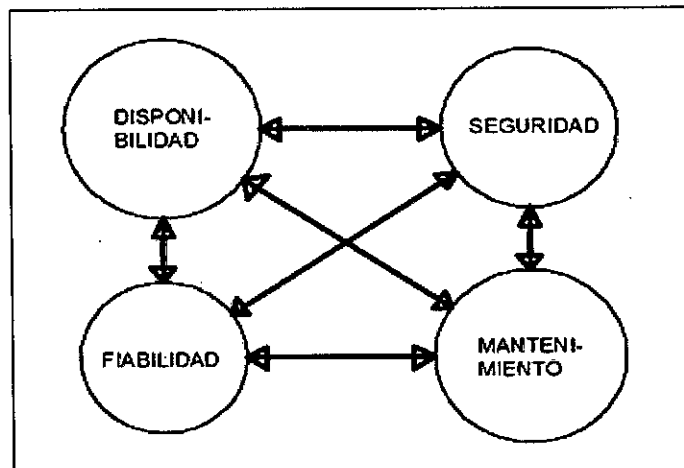 DISPONI-
BILIDAD
SEGURIDAD
FIABILIDAD
MANTENI-
MIENTO